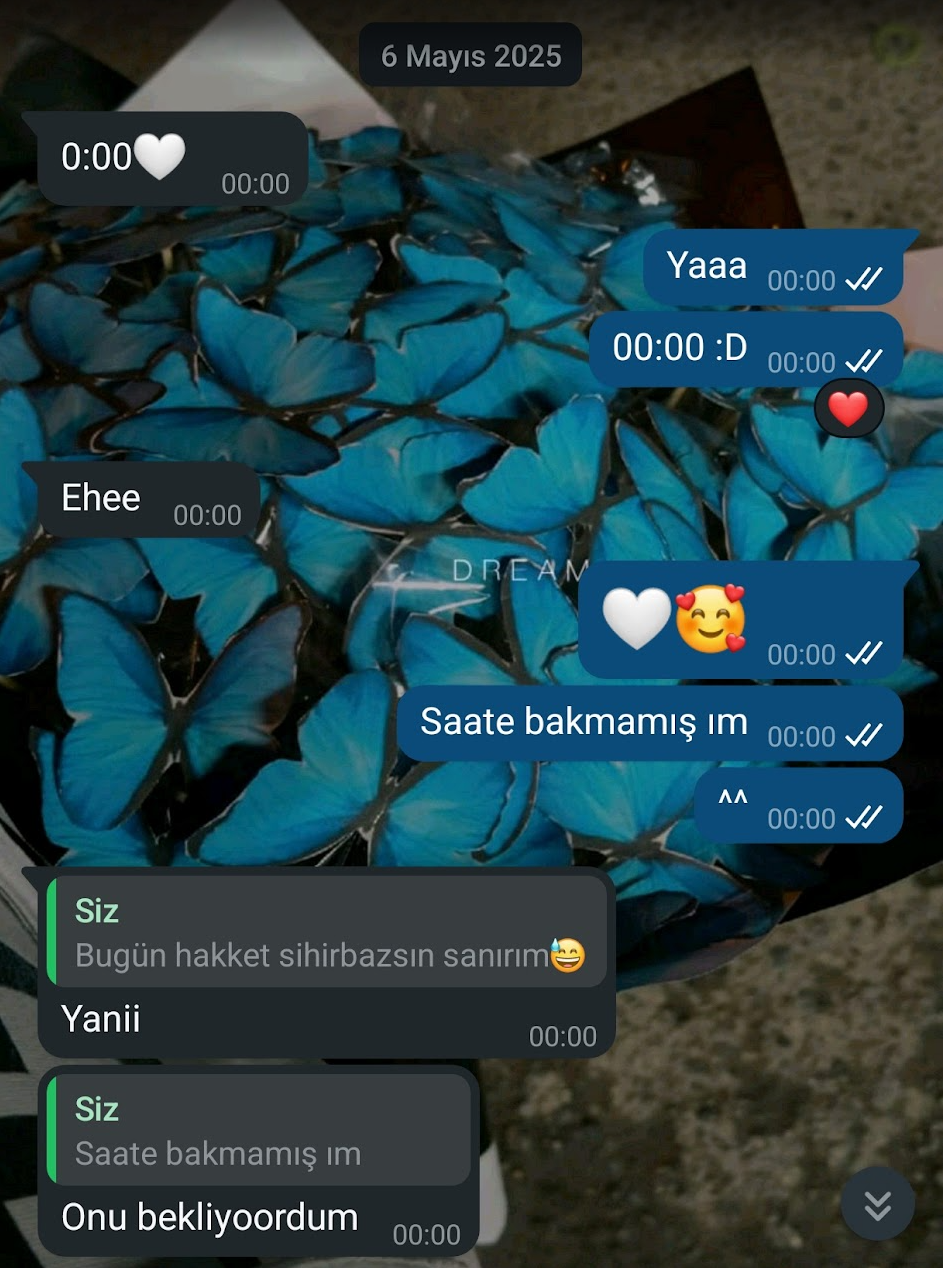 6 Mayıs 2025
0:00🤍
00:00
Yaaa
00:00
00:00 :D
00:00
❤️
Ehee
00:00
DREAM
🤍🥰
00:00
Saate bakmamış ım
00:00
^^
00:00
Siz
Bugün hakket sihirbazsın sanırım😅
Yanii
00:00
Siz
Saate bakmamış ım
Onu bekliyoordum
00:00